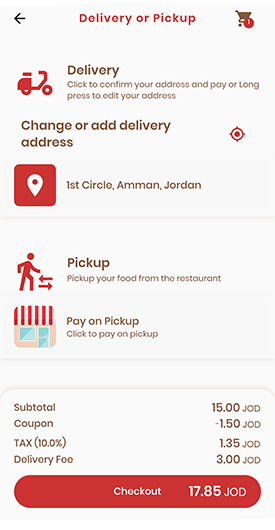 Delivery or Pickup
1
Delivery
Click to confirm your address and pay or Long
press to edit your address
Change or add delivery
address
1st Circle, Amman, Jordan
Pickup
Pickup your food from the restaurant
Pay on Pickup
Click to pay on pickup
Subtotal 15.00 JOD
Coupon -1.50 JOD
TAX (10.0%) 1.35 JOD
Delivery Fee 3.00 JOD
Checkout 17.85 JOD